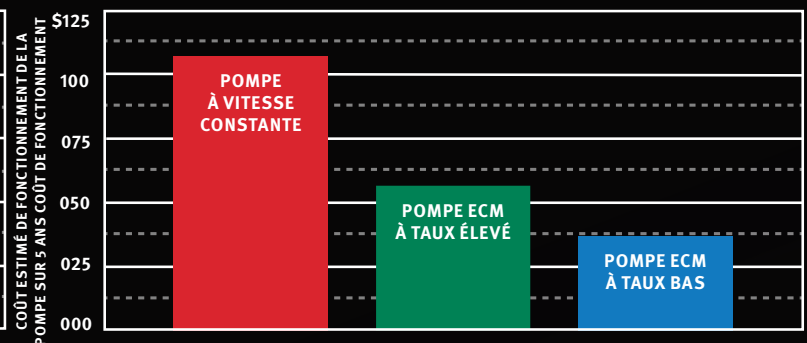 COÛT ESTIMÉ DE FONCTIONNEMENT DE LA
POMPE SUR 5 ANS COÛT DE FONCTIONNEMENT
$125
100
075
050
025
000
POMPE
À VITESSE
CONSTANTE
POMPE ECM
À TAUX ÉLEVÉ
POMPE ECM
À TAUX BAS